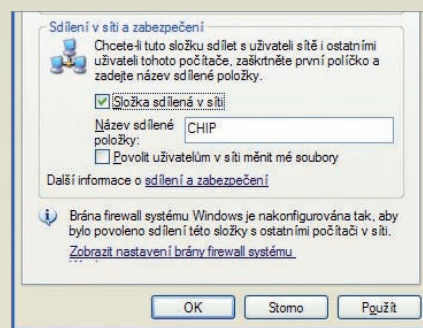 Sdílení v síti a zabezpečení
Chcete-li tuto složku sdílet s uživateli sítě i ostatními
uživateli tohoto počítače, zaškrtněte první políčko a
zadejte název sdílené položky.
Složka sdílená v síti
Název sdílené
položky:
CHIP
Povolit uživatelům v síti měnit mé soubory
Další informace o sdílení a zabezpečení
Brána firewall systému Windows je nakonfigurována tak, aby
bylo povoleno sdílení této složky s ostatními počítači v síti.
Zobrazit nastavení brány firewall systému
OK Storno Použít